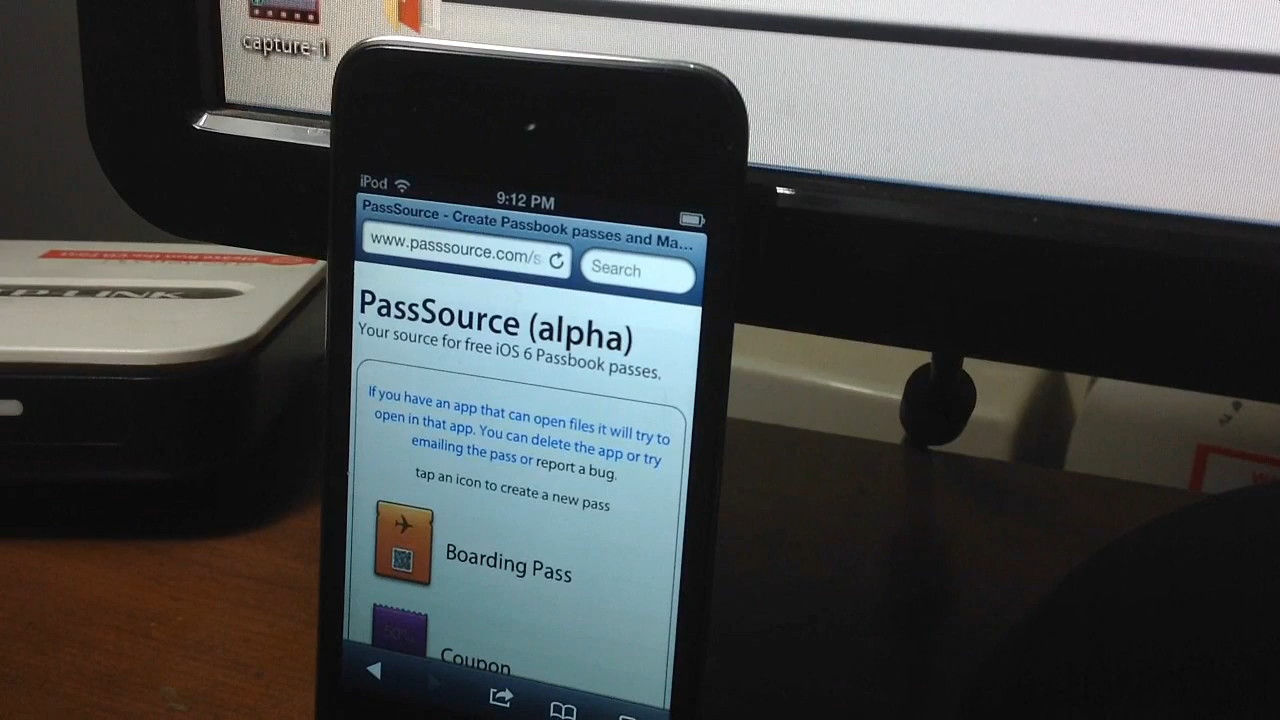 capture-1
iPod
9:12 PM
PassSource - Create Passbook passes and Ma...
www.passsource.com/s
Search
PassSource (alpha)
Your source for free iOS 6 Passbook passes.
If you have an app that can open files it will try to
open in that app. You can delete the app or try
emailing the pass or report a bug.
tap an icon to create a new pass
Boarding Pass
50%
Coupon